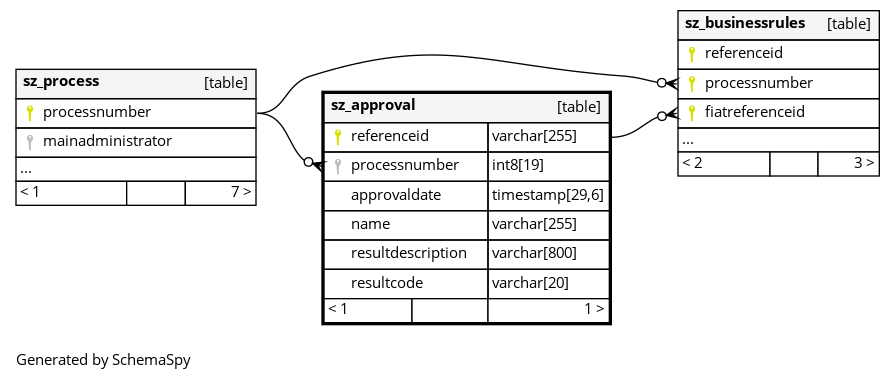 sz_process [table]
processnumber
mainadministrator
...
< 1 7 >
sz_approval [table]
referenceid varchar[255]
processnumber int8[19]
approvaldate timestamp[29,6]
name varchar[255]
resultdescription varchar[800]
resultcode varchar[20]
< 1 1 >
sz_businessrules [table]
referenceid
processnumber
fiatreferenceid
...
< 2 3 >
Generated by SchemaSpy